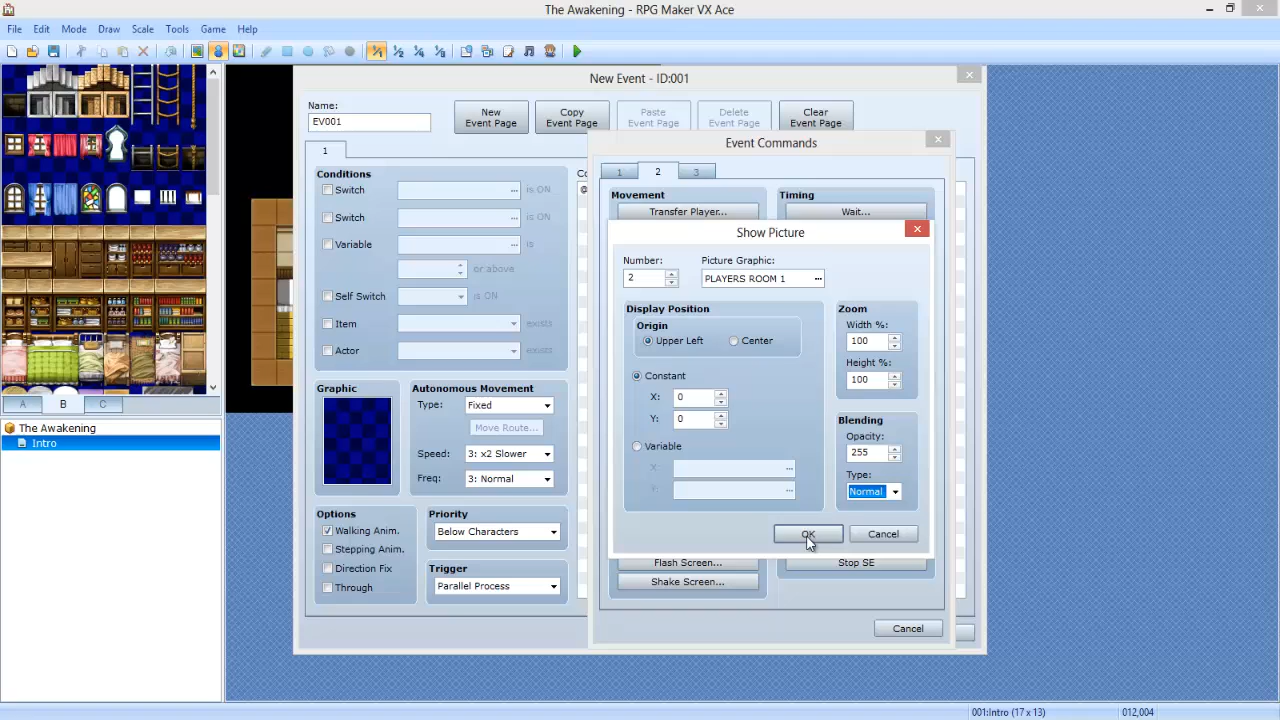 The Awakening - RPG Maker VX Ace
File Edit Mode Draw Scale Tools Game Help
New Event - ID:001
Name:
EV001
New Event Page
Copy Event Page
Paste Event Page
Delete Event Page
Clear Event Page
1
Conditions
Switch ... is ON
Switch ... is ON
Variable ... is
or above
Self Switch is ON
Item exists
Actor exists
Graphic
Autonomous Movement
Type: Fixed
Move Route...
Speed: 3: x2 Slower
Freq: 3: Normal
Options
Walking Anim.
Stepping Anim.
Direction Fix
Through
Priority
Below Characters
Trigger
Parallel Process
Event Commands
1 2 3
Movement
Transfer Player...
Timing
Wait...
Show Picture
Number:
2
Picture Graphic:
PLAYERS ROOM 1 ...
Display Position
Origin
Upper Left Center
Constant
X: 0
Y: 0
Variable
X: ...
Y: ...
Zoom
Width %:
100
Height %:
100
Blending
Opacity:
255
Type:
Normal
OK Cancel
Flash Screen...
Stop SE
Shake Screen...
Cancel
A B C
The Awakening
Intro
001:Intro (17 x 13) 012,004